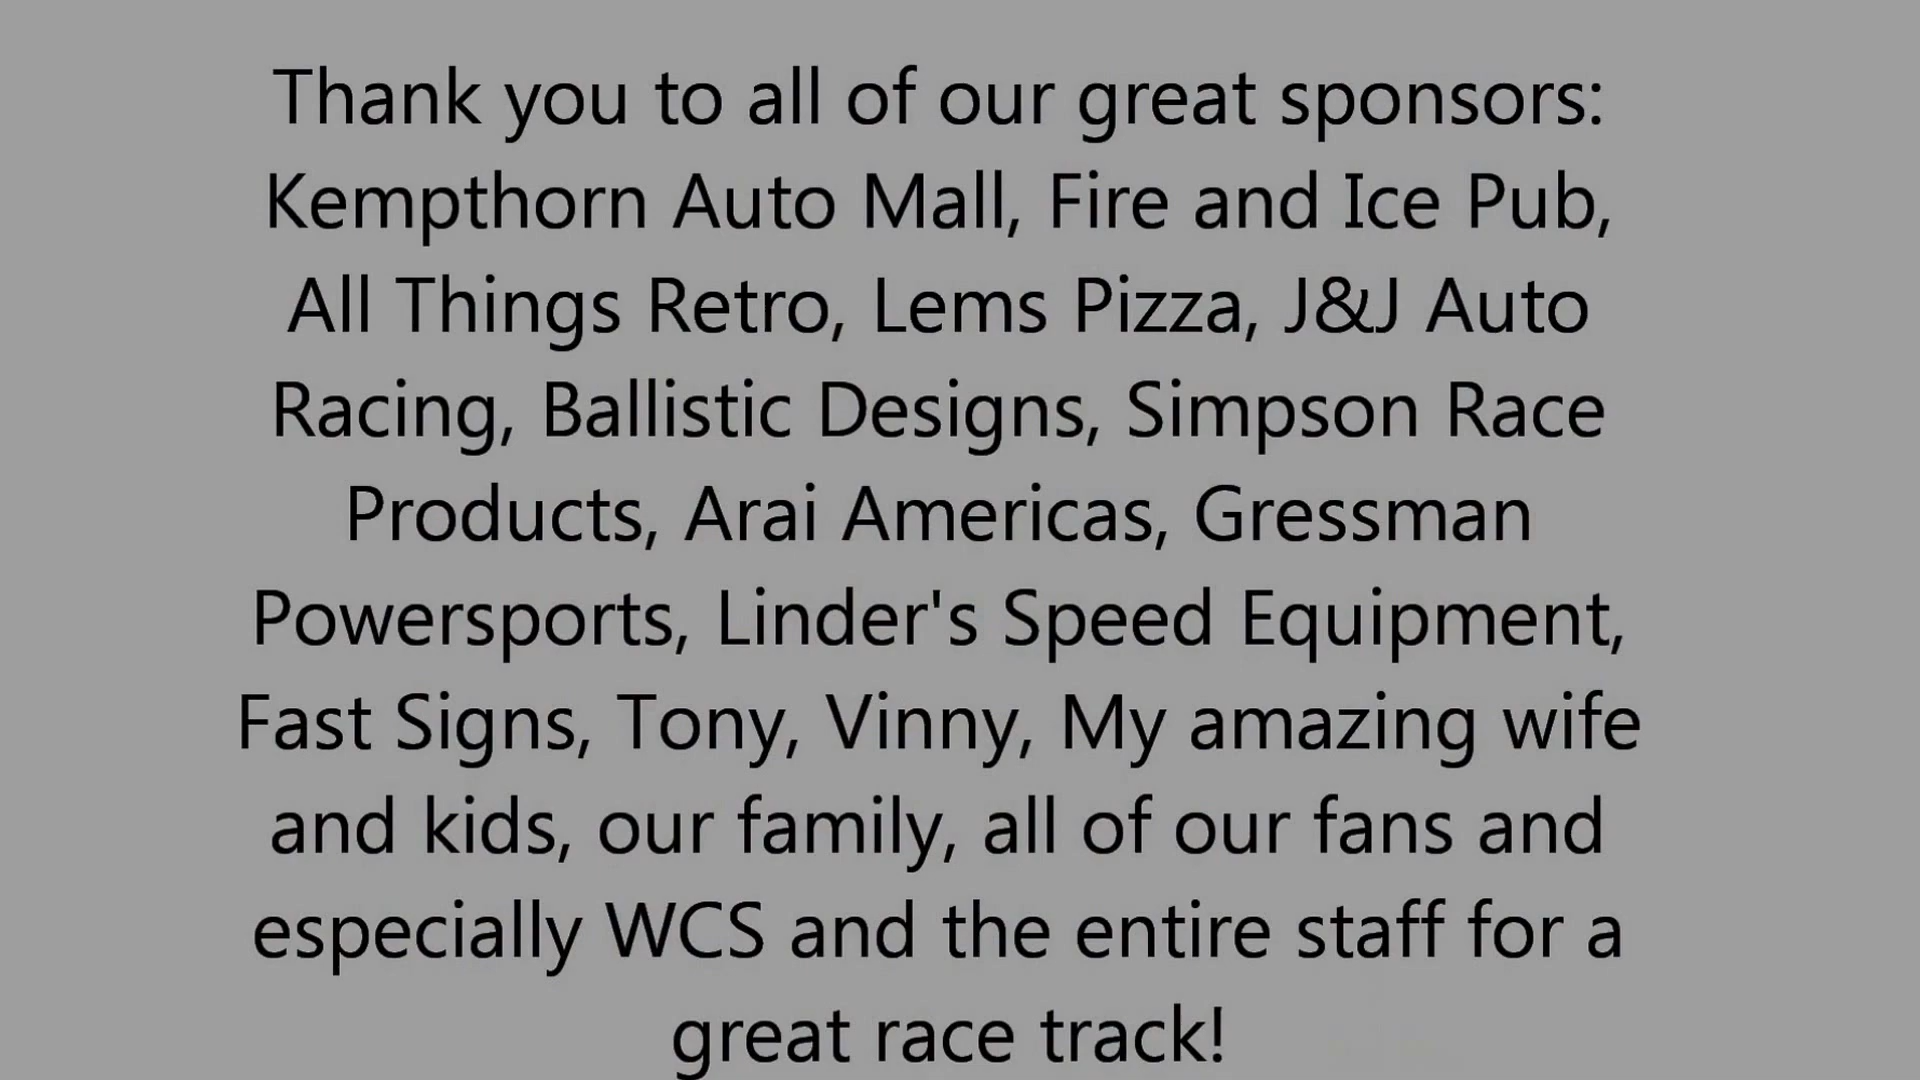 Thank you to all of our great sponsors:
Kempthorn Auto Mall, Fire and Ice Pub,
All Things Retro, Lems Pizza, J&J Auto
Racing, Ballistic Designs, Simpson Race
Products, Arai Americas, Gressman
Powersports, Linder's Speed Equipment,
Fast Signs, Tony, Vinny, My amazing wife
and kids, our family, all of our fans and
especially WCS and the entire staff for a
great race track!